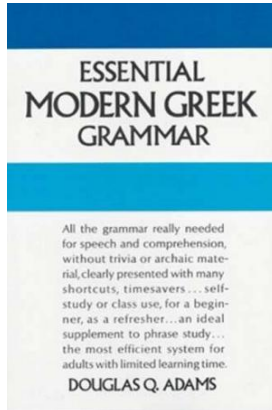 ESSENTIAL
MODERN GREEK
GRAMMAR
All the grammar really needed
for speech and comprehension,
without trivia or archaic mate-
rial, clearly presented with many
shortcuts, timesavers... self-
study or class use, for a begin-
ner, as a refresher...an ideal
supplement to phrase study...
the most efficient system for
adults with limited learning time.
DOUGLAS Q. ADAMS